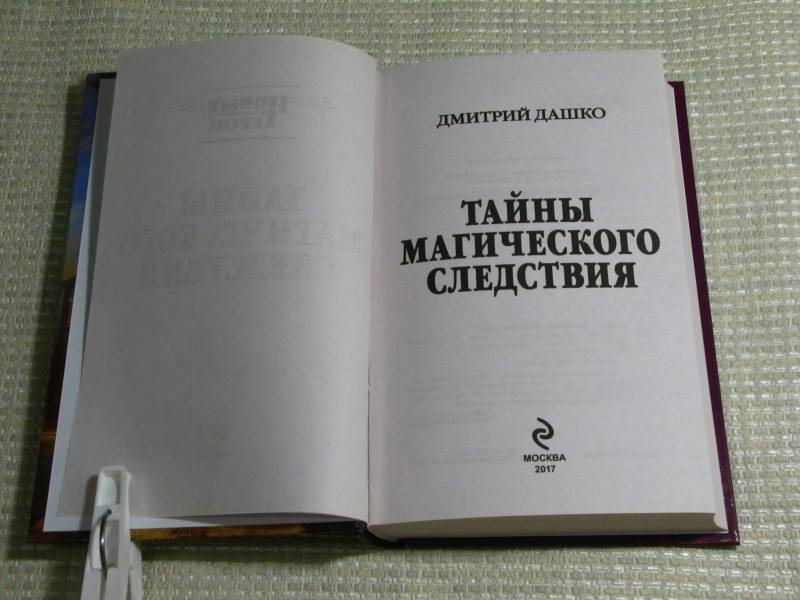 ДМИТРИЙ ДАШКО
ТАЙНЫ
МАГИЧЕСКОГО
СЛЕДСТВИЯ
МОСКВА
2017